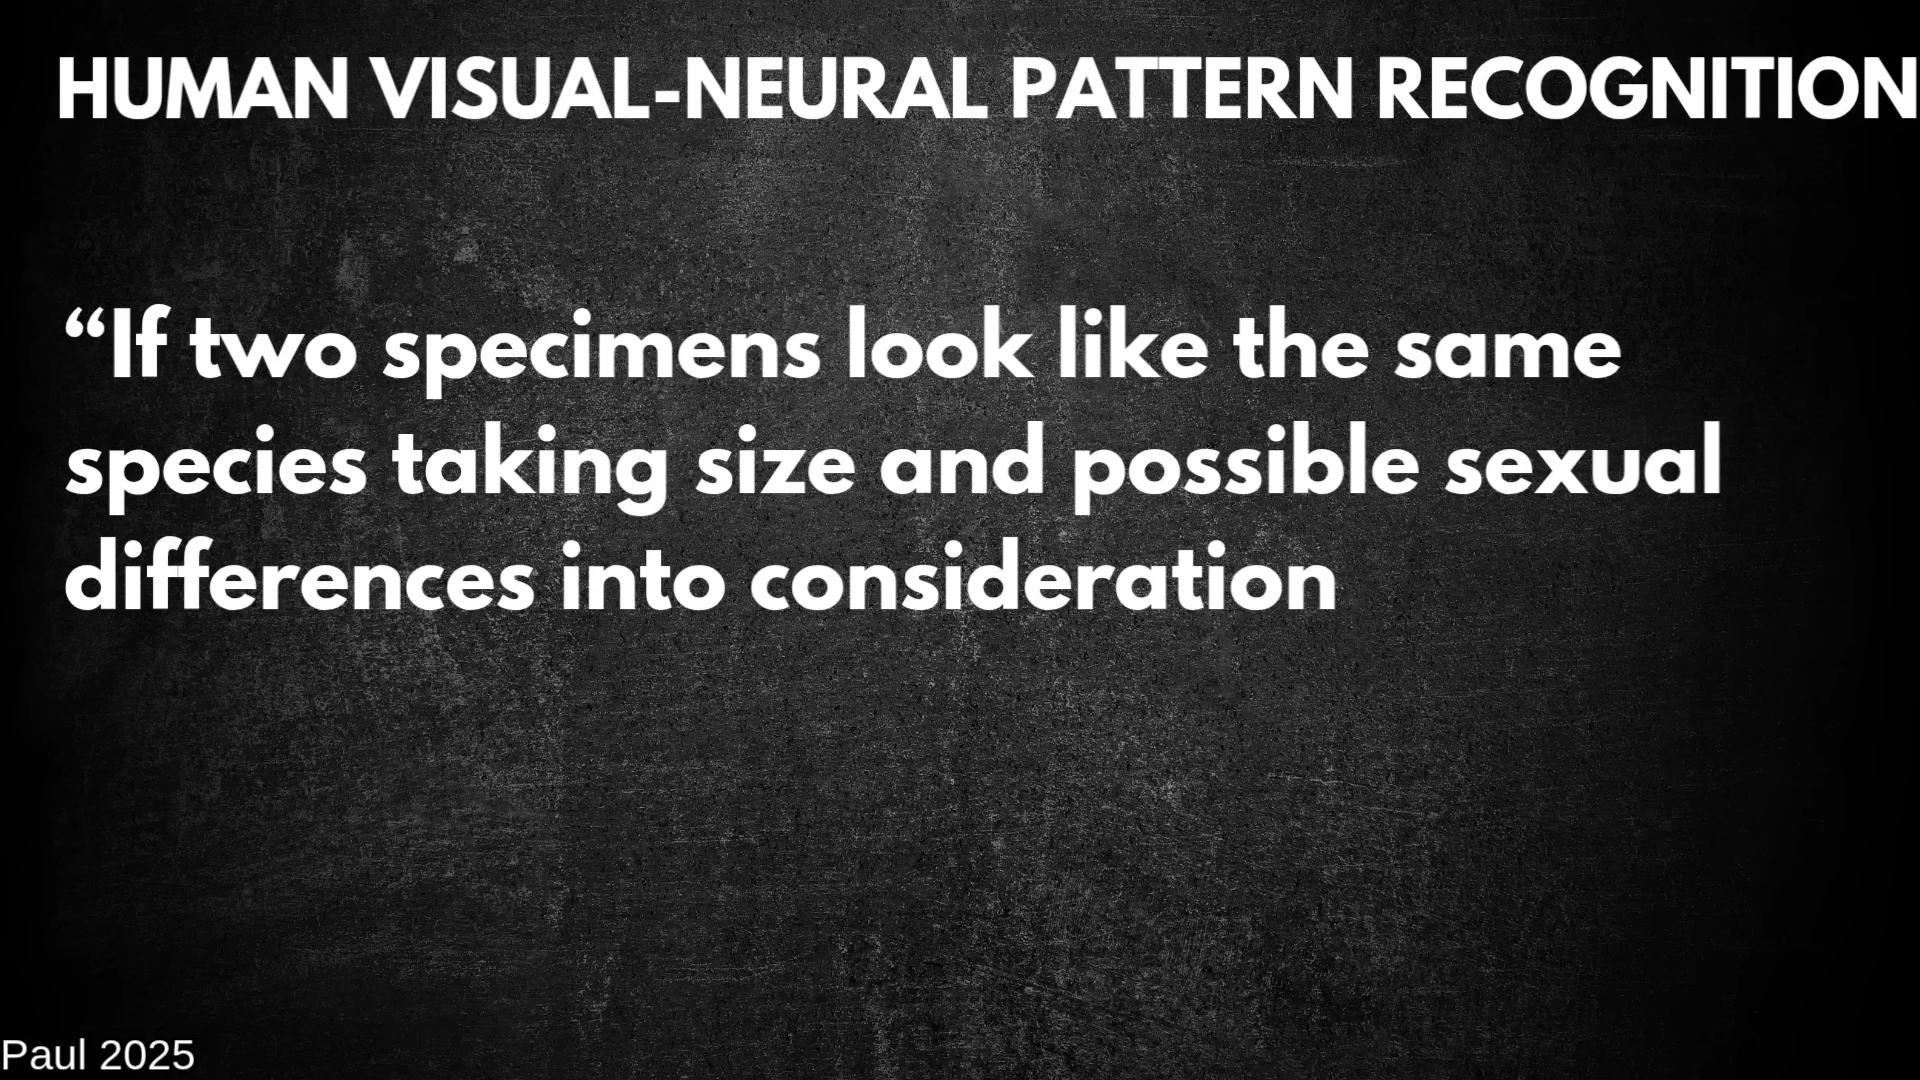 HUMAN VISUAL-NEURAL PATTERN RECOGNITION
“If two specimens look like the same
species taking size and possible sexual
differences into consideration
Paul 2025